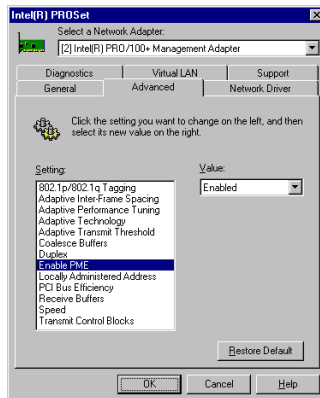 Intel(R) PROSet
Select a Network Adapter:
[2] Intel(R) PRO/100+ Management Adapter
Diagnostics
Virtual LAN
Support
General
Advanced
Network Driver
Click the setting you want to change on the left, and then
select its new value on the right.
Setting:
Value:
802.1p/802.1q Tagging
Adaptive Inter-Frame Spacing
Adaptive Performance Tuning
Adaptive Technology
Adaptive Transmit Threshold
Coalesce Buffers
Duplex
Enable PME
Locally Administered Address
PCI Bus Efficiency
Receive Buffers
Speed
Transmit Control Blocks
Enabled
Restore Default
OK
Cancel
Help